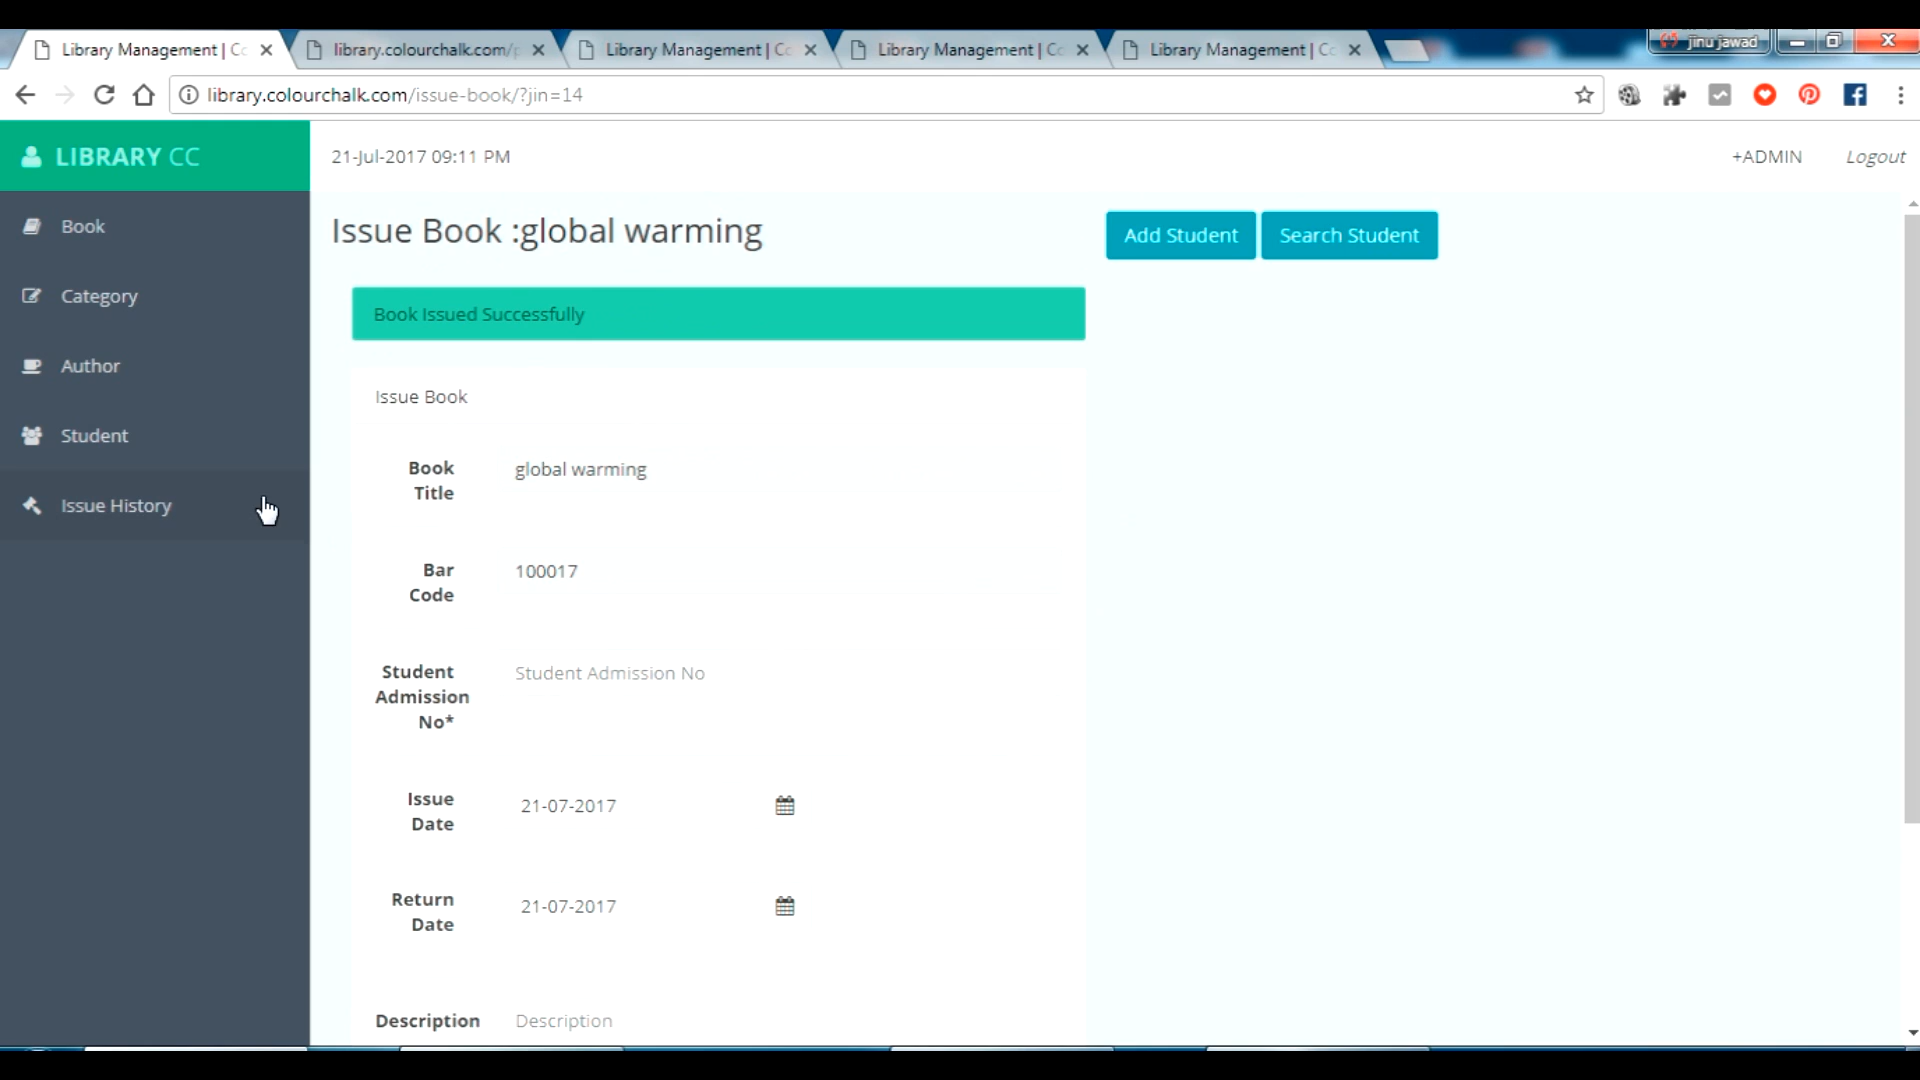 Library Management | Cc
library.colourchalk.com/p
Library Management | Cc
Library Management | Cc
Library Management | Cc
jinu jawad
library.colourchalk.com/issue-book/?jin=14
LIBRARY CC
21-Jul-2017 09:11 PM
+ADMIN
Logout
Book
Category
Author
Student
Issue History
Issue Book :global warming
Add Student
Search Student
Book Issued Successfully
Issue Book
Book
Title
global warming
Bar
Code
100017
Student
Admission
No*
Student Admission No
Issue
Date
21-07-2017
Return
Date
21-07-2017
Description
Description